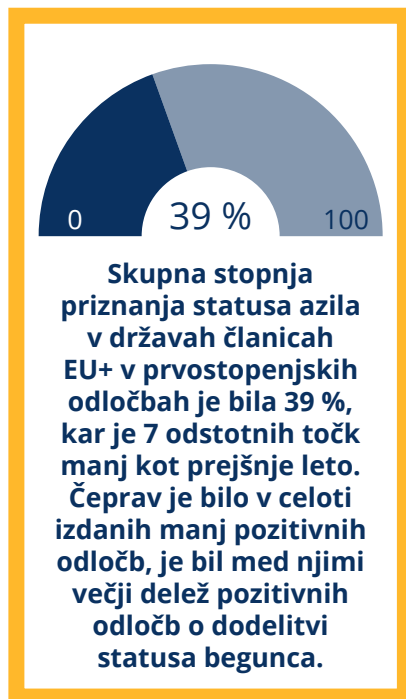 0
39 %
100
Skupna stopnja
priznanja statusa azila
v državah članicah
EU+ v prvostopenjskih
odločbah je bila 39 %,
kar je 7 odstotnih točk
manj kot prejšnje leto.
Čeprav je bilo v celoti
izdanih manj pozitivnih
odločb, je bil med njimi
večji delež pozitivnih
odločb o dodelitvi
statusa begunca.